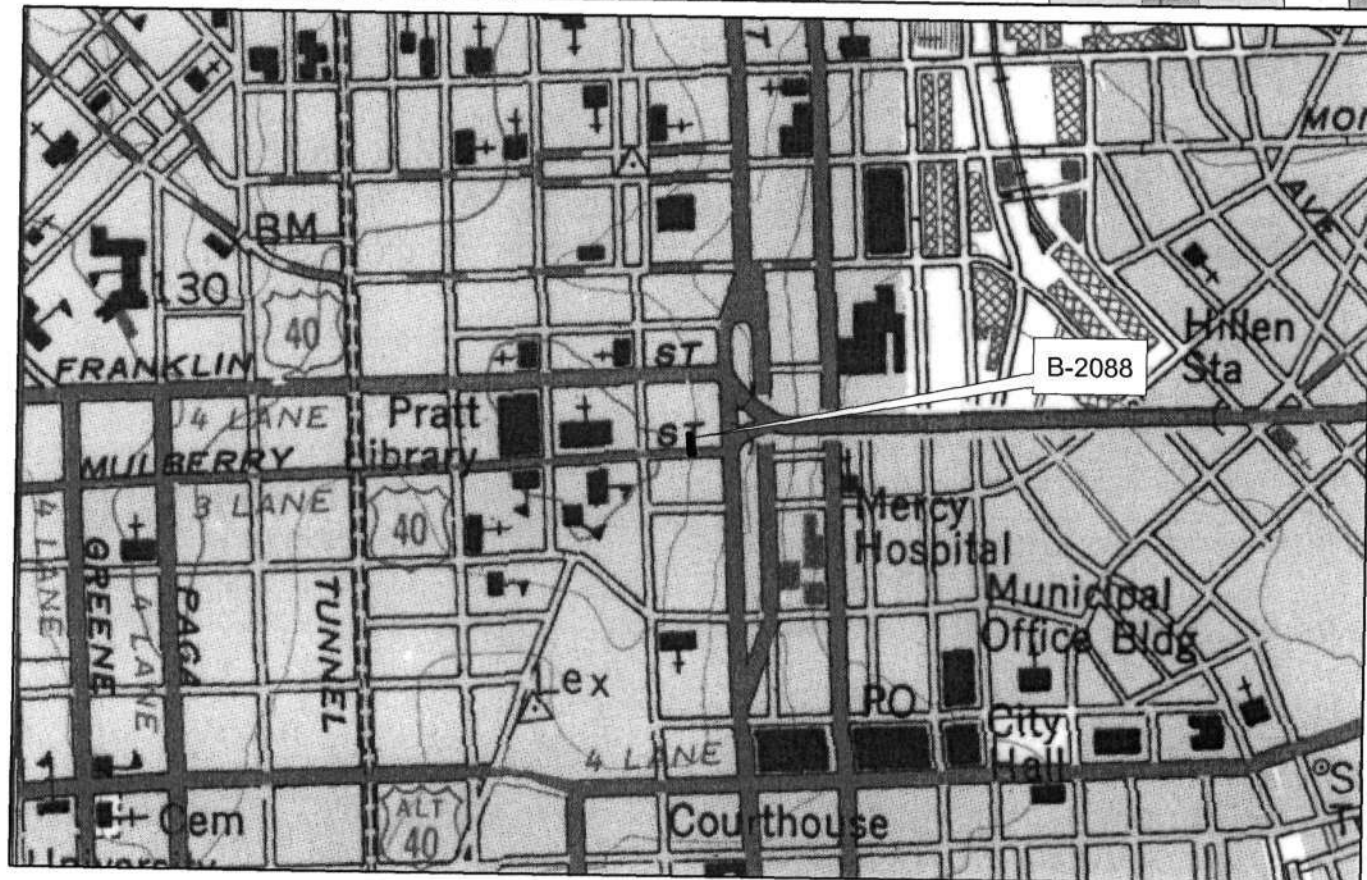 T
MO
AVE
BM
130
40
Hillen
Sta
FRANKLIN ST
B-2088
4 LANE
Pratt
Library
MULBERRY ST
3 LANE
40
4 LANE
GREENE
4 LANE
PACA
TUNNEL
Mercy
Hospital
Municipal
Office Bldg
Lex
PO
City
Hall
4 LANE
S
T
Cem
ALT
40
Courthouse
University